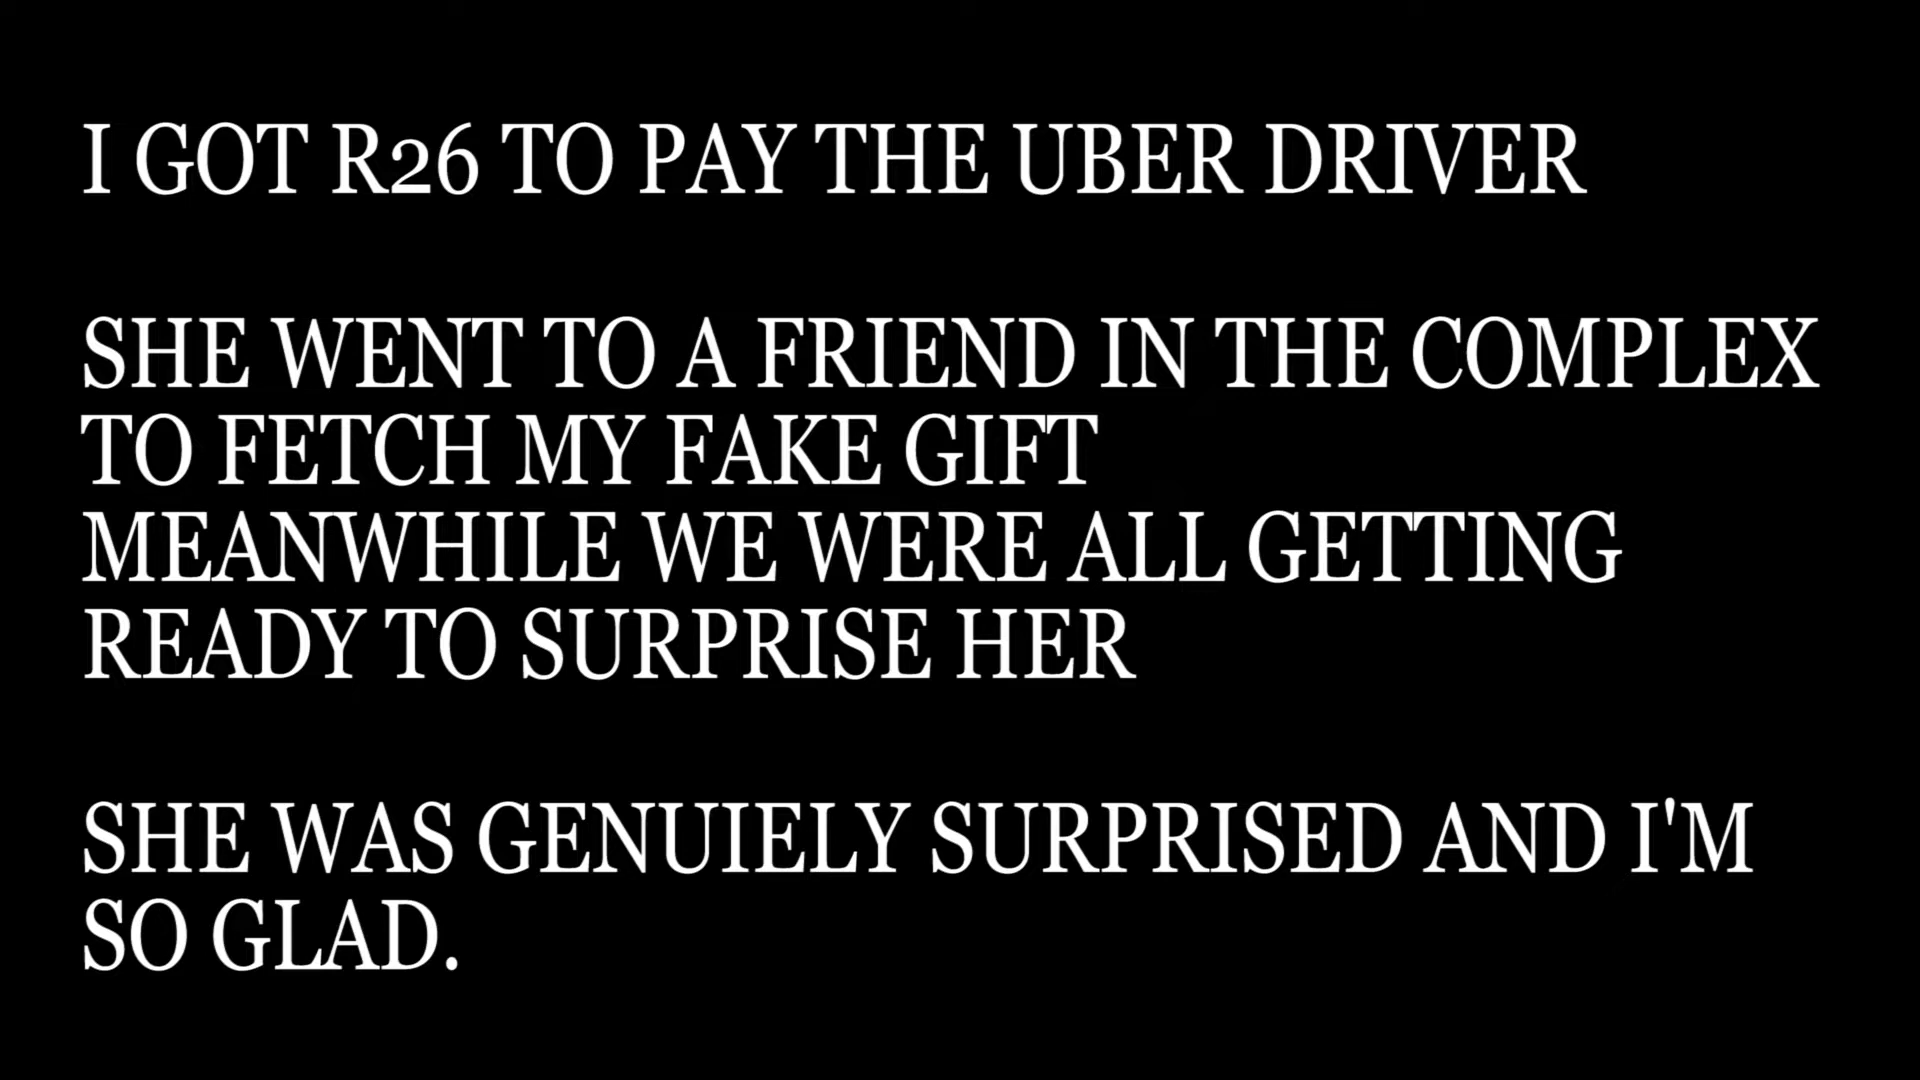 I GOT R26 TO PAY THE UBER DRIVER
SHE WENT TO A FRIEND IN THE COMPLEX
TO FETCH MY FAKE GIFT
MEANWHILE WE WERE ALL GETTING
READY TO SURPRISE HER
SHE WAS GENUIELY SURPRISED AND I'M
SO GLAD.